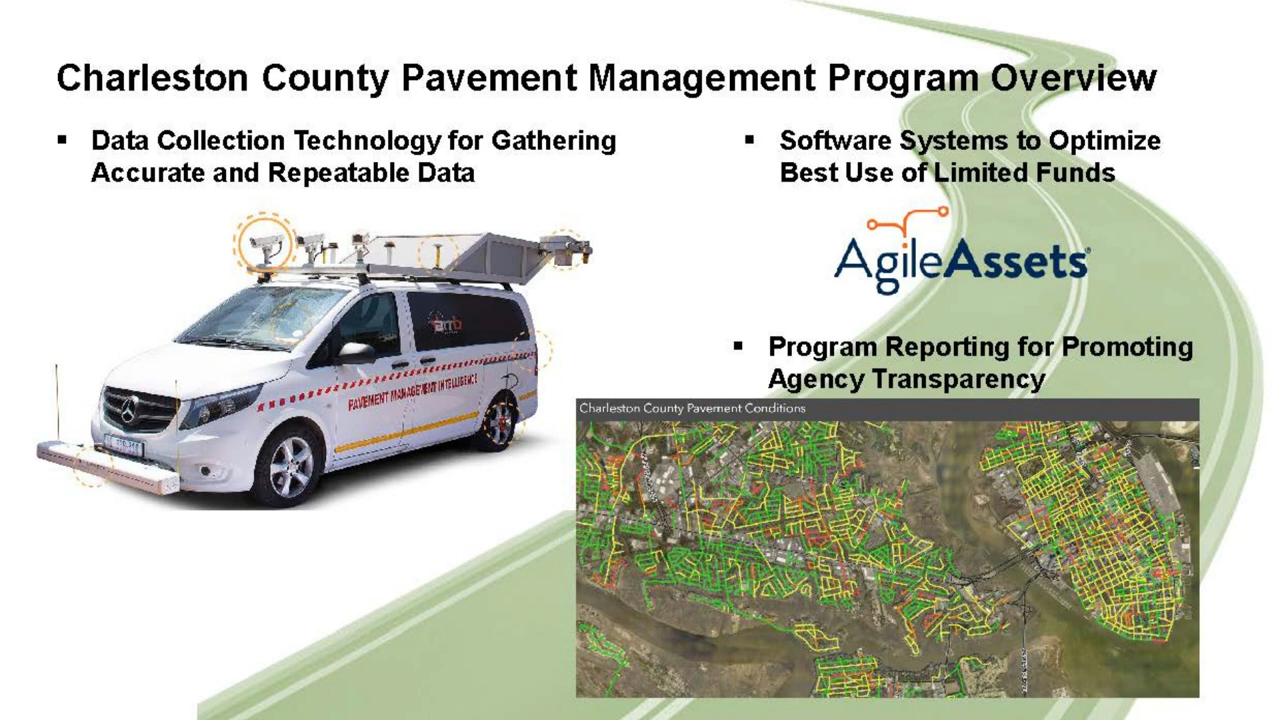 Charleston County Pavement Management Program Overview
▪ Data Collection Technology for Gathering
Accurate and Repeatable Data
▪ Software Systems to Optimize
Best Use of Limited Funds
AgileAssets®
PAVEMENT MANAGEMENT INTELLIGENCE
▪ Program Reporting for Promoting
Agency Transparency
Charleston County Pavement Conditions